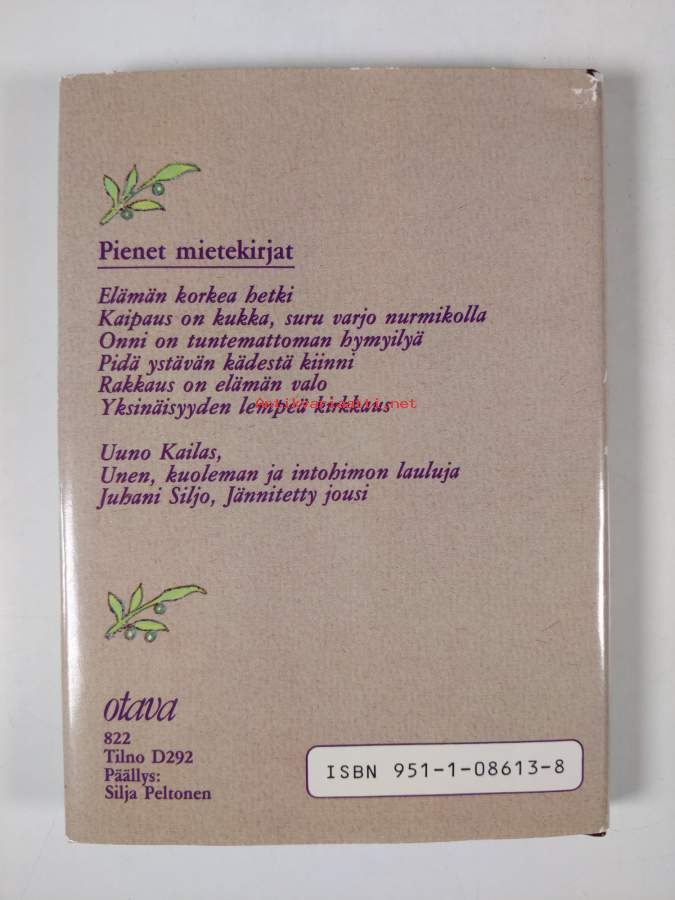 Pienet mietekirjat
Elämän korkea hetki
Kaipaus on kukka, suru varjo nurmikolla
Onni on tuntemattoman hymyilyä
Pidä ystävän kädestä kiinni
Rakkaus on elämän valo
Yksinäisyyden lempeä kirkkaus
Antikvariaatti.net
Uuno Kailas,
Unen, kuoleman ja intohimon lauluja
Juhani Siljo, Jännitetty jousi
otava
822
Tilno D292
Päällys:
Silja Peltonen
ISBN 951-1-08613-8